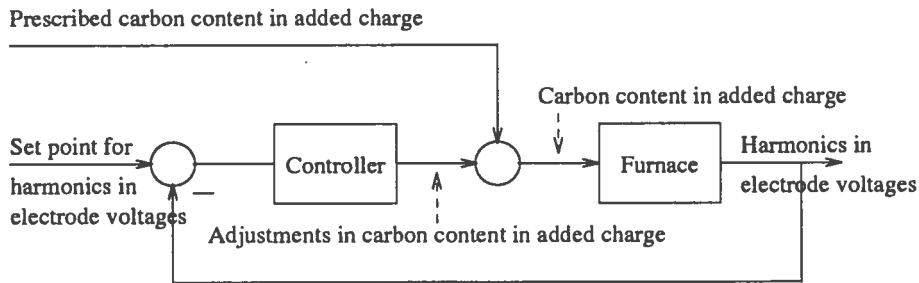 Prescribed carbon content in added charge
Carbon content in added charge
Set point for
harmonics in
electrode voltages
Controller
Furnace
Harmonics in
electrode voltages
Adjustments in carbon content in added charge